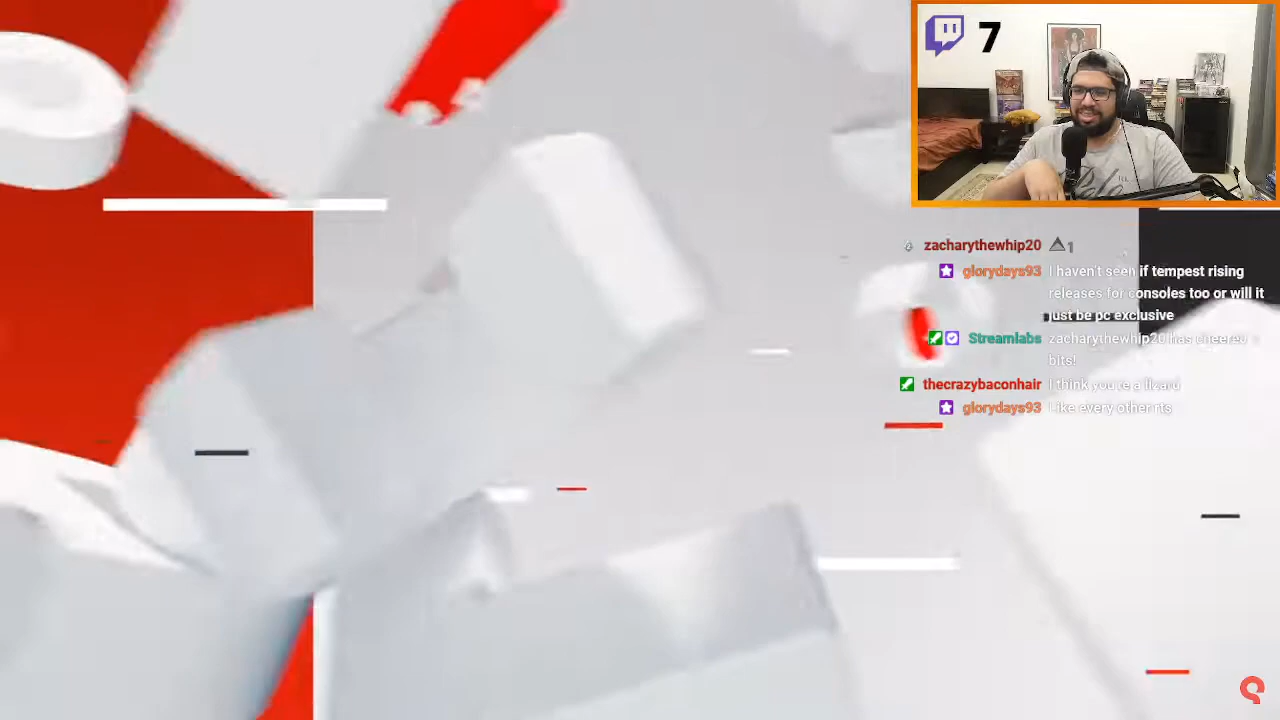 7
zacharythewhip20 1
glorydays93 I haven't seen if tempest rising
releases for consoles too or will it
just be pc exclusive
Streamlabs zacharythewhip20 has cheered
bits!
thecrazybaconhair I think you're a lizard
glorydays93 Like every other rts